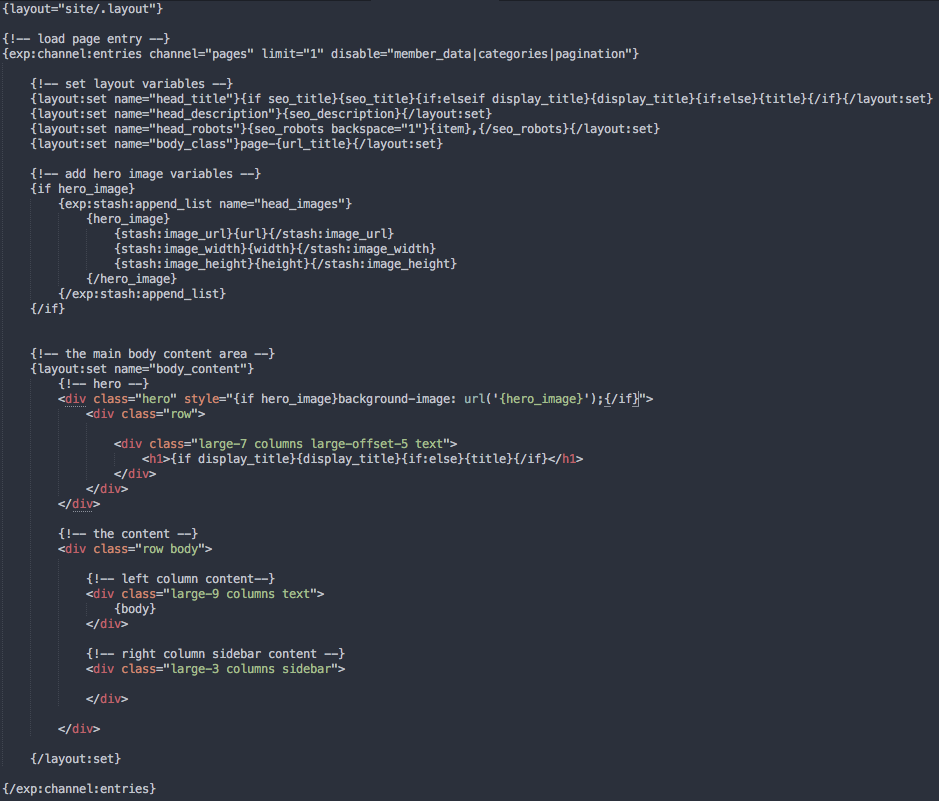 {layout="site/.layout"}
{!-- load page entry --}
{exp:channel:entries channel="pages" limit="1" disable="member_data|categories|pagination"}
{!-- set layout variables --}
{layout:set name="head_title"}{if seo_title}{seo_title}{if:elseif display_title}{display_title}{if:else}{title}{/if}{/layout:set}
{layout:set name="head_description"}{seo_description}{/layout:set}
{layout:set name="head_robots"}{seo_robots backspace="1"}{item},{/seo_robots}{/layout:set}
{layout:set name="body_class"}page-{url_title}{/layout:set}
{!-- add hero image variables --}
{if hero_image}
{exp:stash:append_list name="head_images"}
{hero_image}
{stash:image_url}{url}{/stash:image_url}
{stash:image_width}{width}{/stash:image_width}
{stash:image_height}{height}{/stash:image_height}
{/hero_image}
{/exp:stash:append_list}
{/if}
{!-- the main body content area --}
{layout:set name="body_content"}
{!-- hero --}
<div class="hero" style="{if hero_image}background-image: url('{hero_image}');{/if}">
<div class="row">
<div class="large-7 columns large-offset-5 text">
<h1>{if display_title}{display_title}{if:else}{title}{/if}</h1>
</div>
</div>
</div>
{!-- the content --}
<div class="row body">
{!-- left column content--}
<div class="large-9 columns text">
{body}
</div>
{!-- right column sidebar content --}
<div class="large-3 columns sidebar">
</div>
</div>
{/layout:set}
{/exp:channel:entries}